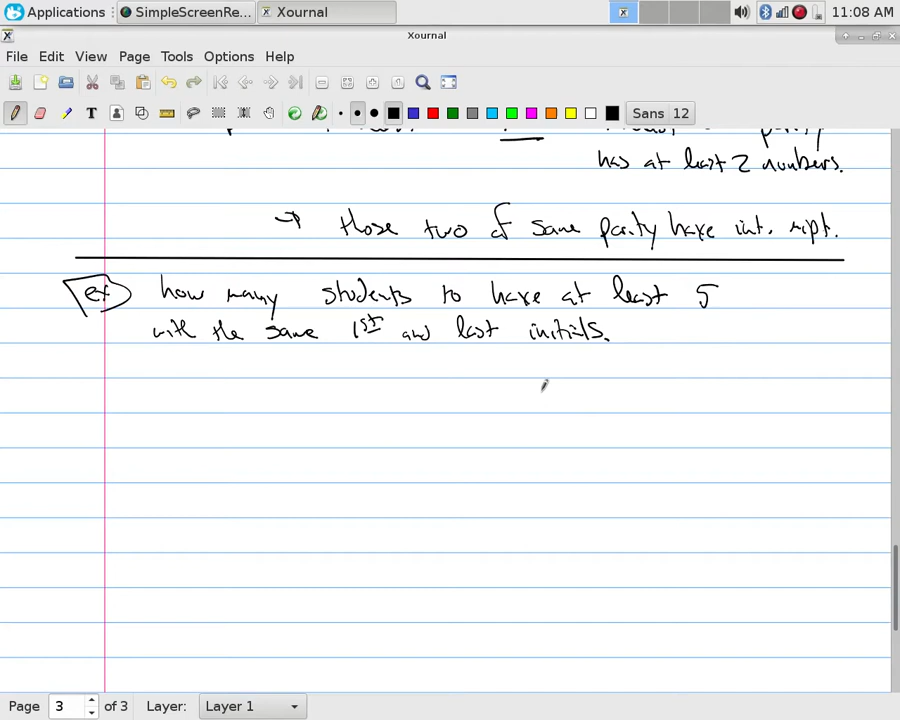 Applications SimpleScreenRe... Xournal 11:08 AM
Xournal
File Edit View Page Tools Options Help
Sans 12
has at least 2 numbers.
→ those two of same parity have int. mipt.
ex how many students to have at least 5
with the same 1st and last initials.
Page 3 of 3 Layer: Layer 1